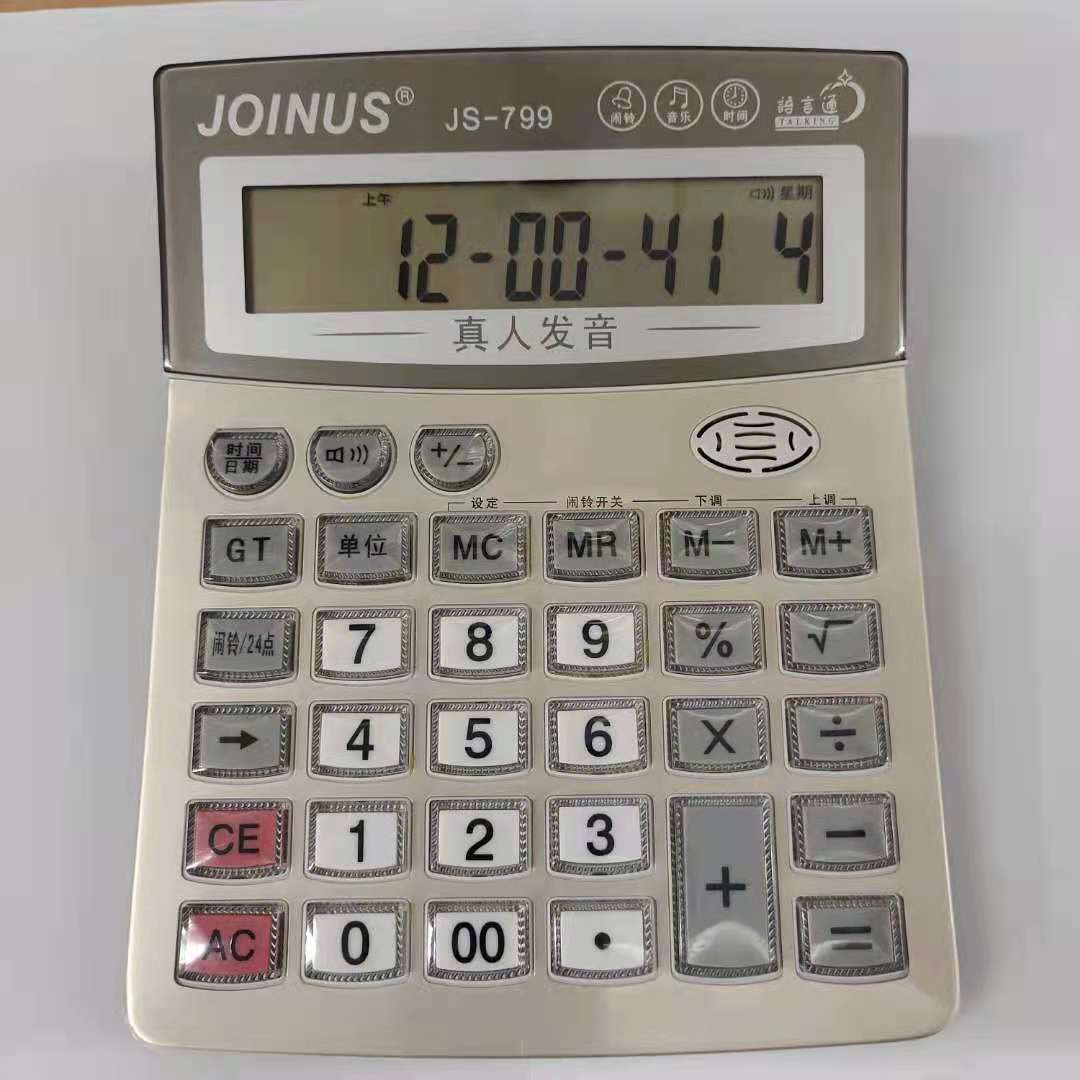 JOINUS® JS-799 闹铃 音乐 时间 語言通
TALKING
上午 星期
12-00-41 4
真人发音
时间
日期
+/-
设定 闹铃开关 下调 上调
GT 单位 MC MR M- M+
闹铃/24点 7 8 9 % √
→ 4 5 6 X ÷
CE 1 2 3 + -
AC 0 00 • =